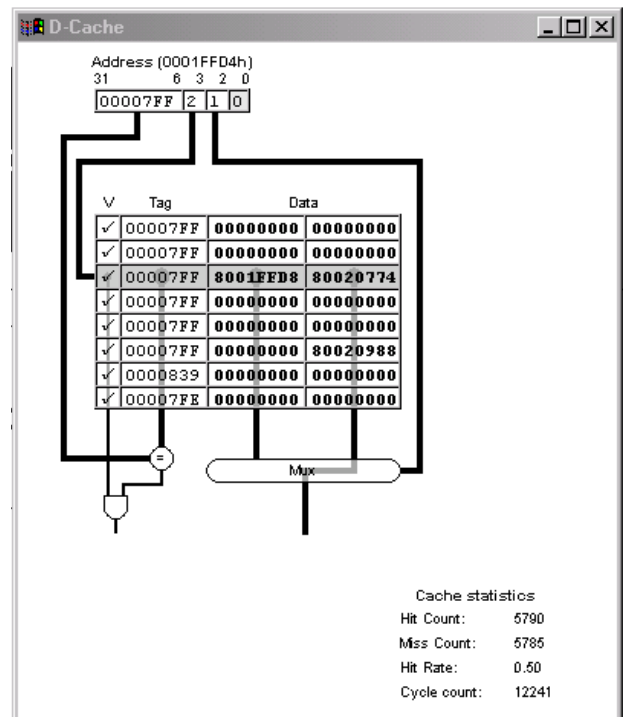 D-Cache
Address (0001FFD4h)
31 6 3 2 0
00007FF 2 1 0
V Tag Data
✓ 00007FF 00000000 00000000
✓ 00007FF 00000000 00000000
✓ 00007FF 8001FFD8 80020774
✓ 00007FF 00000000 00000000
✓ 00007FF 00000000 00000000
✓ 00007FF 00000000 80020988
✓ 0000839 00000000 00000000
✓ 00007FE 00000000 00000000
=
Mux
Cache statistics
Hit Count: 5790
Miss Count: 5785
Hit Rate: 0.50
Cycle count: 12241